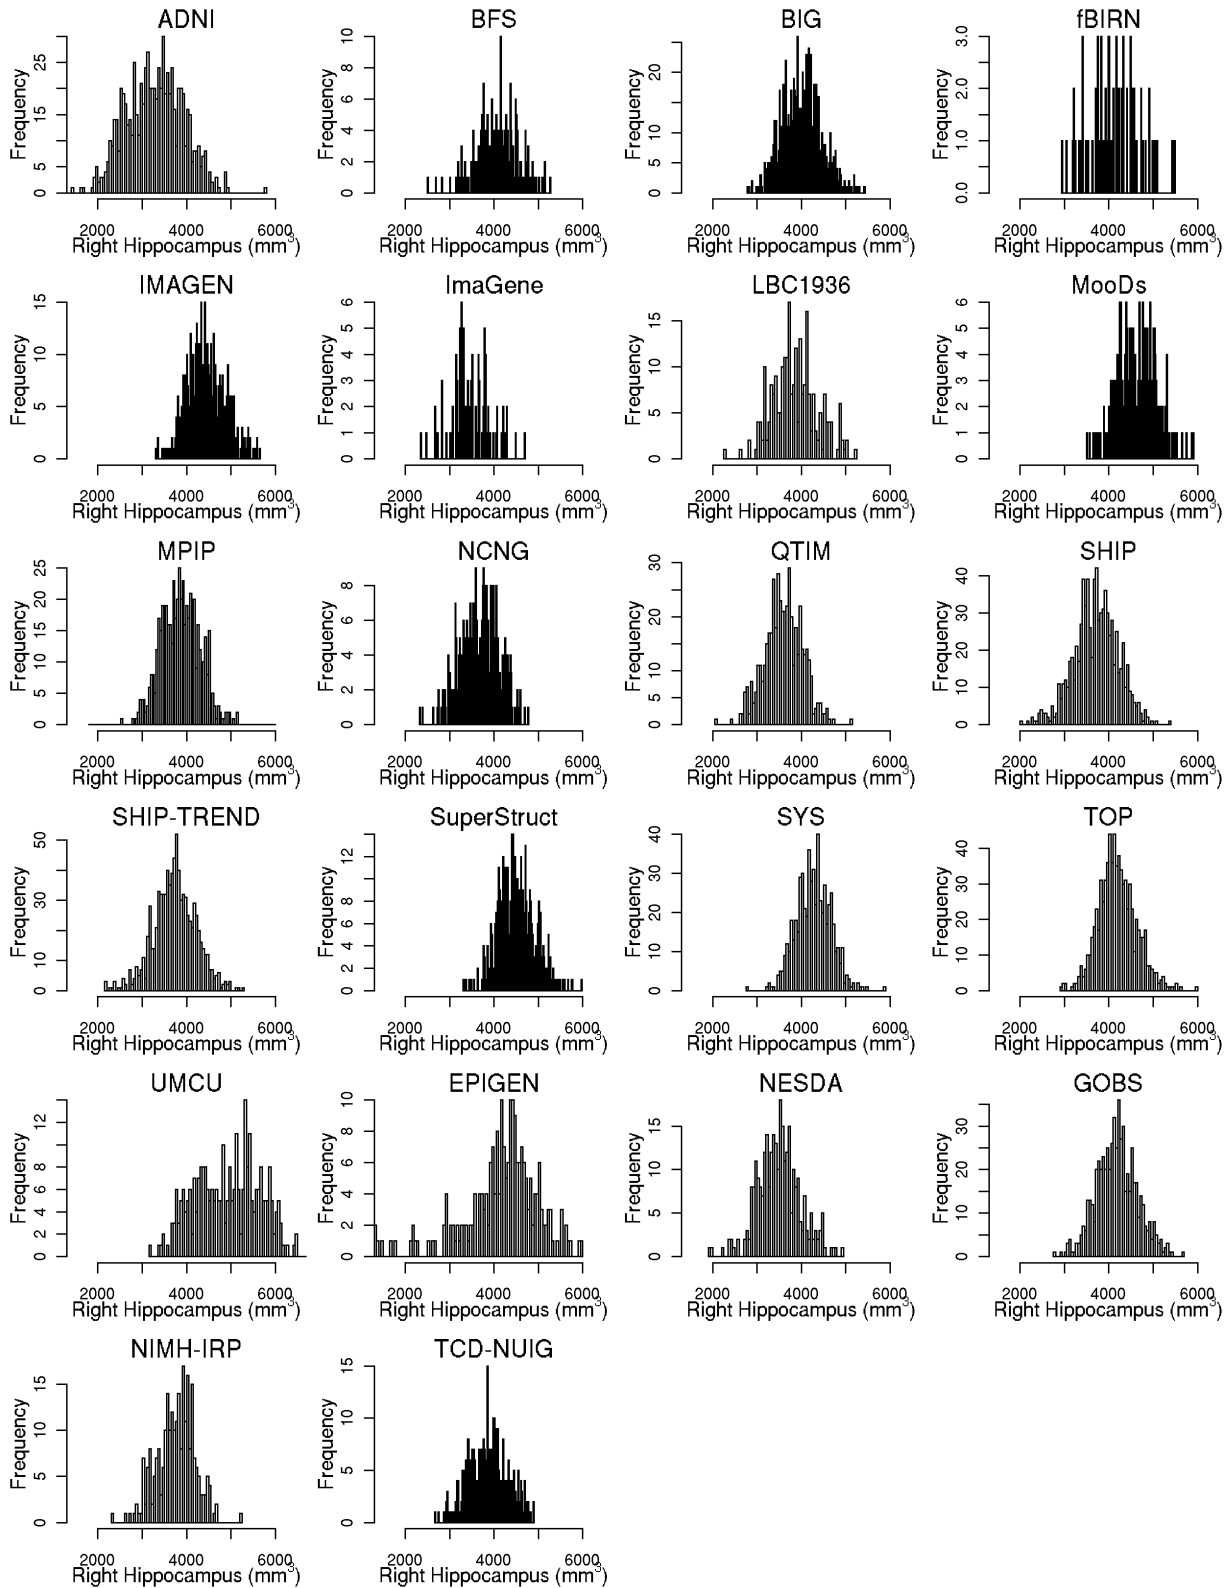 ADNI BFS BIG fBIRN
Frequency 0 5 15 25 Frequency 0 2 4 6 8 10 Frequency 0 5 10 20 Frequency 0.0 1.0 2.0 3.0
2000 4000 6000 2000 4000 6000 2000 4000 6000 2000 4000 6000
Right Hippocampus (mm³) Right Hippocampus (mm³) Right Hippocampus (mm³) Right Hippocampus (mm³)
IMAGEN ImaGene LBC1936 MooDs
Frequency 0 5 10 15 Frequency 0 1 2 3 4 5 6 Frequency 0 5 10 15 Frequency 0 1 2 3 4 5 6
2000 4000 6000 2000 4000 6000 2000 4000 6000 2000 4000 6000
Right Hippocampus (mm³) Right Hippocampus (mm³) Right Hippocampus (mm³) Right Hippocampus (mm³)
MPIP NCNG QTIM SHIP
Frequency 0 5 10 15 20 25 Frequency 0 2 4 6 8 Frequency 0 5 10 20 30 Frequency 0 10 20 30 40
2000 4000 6000 2000 4000 6000 2000 4000 6000 2000 4000 6000
Right Hippocampus (mm³) Right Hippocampus (mm³) Right Hippocampus (mm³) Right Hippocampus (mm³)
SHIP-TREND SuperStruct SYS TOP
Frequency 0 10 30 50 Frequency 0 2 4 6 8 12 Frequency 0 10 20 30 40 Frequency 0 10 20 30 40
2000 4000 6000 2000 4000 6000 2000 4000 6000 2000 4000 6000
Right Hippocampus (mm³) Right Hippocampus (mm³) Right Hippocampus (mm³) Right Hippocampus (mm³)
UMCU EPIGEN NESDA GOBS
Frequency 0 2 4 6 8 12 Frequency 0 2 4 6 8 10 Frequency 0 5 10 15 Frequency 0 5 10 20 30
2000 4000 6000 2000 4000 6000 2000 4000 6000 2000 4000 6000
Right Hippocampus (mm³) Right Hippocampus (mm³) Right Hippocampus (mm³) Right Hippocampus (mm³)
NIMH-IRP TCD-NUIG
Frequency 0 5 10 15 Frequency 0 5 10 15
2000 4000 6000 2000 4000 6000
Right Hippocampus (mm³) Right Hippocampus (mm³)